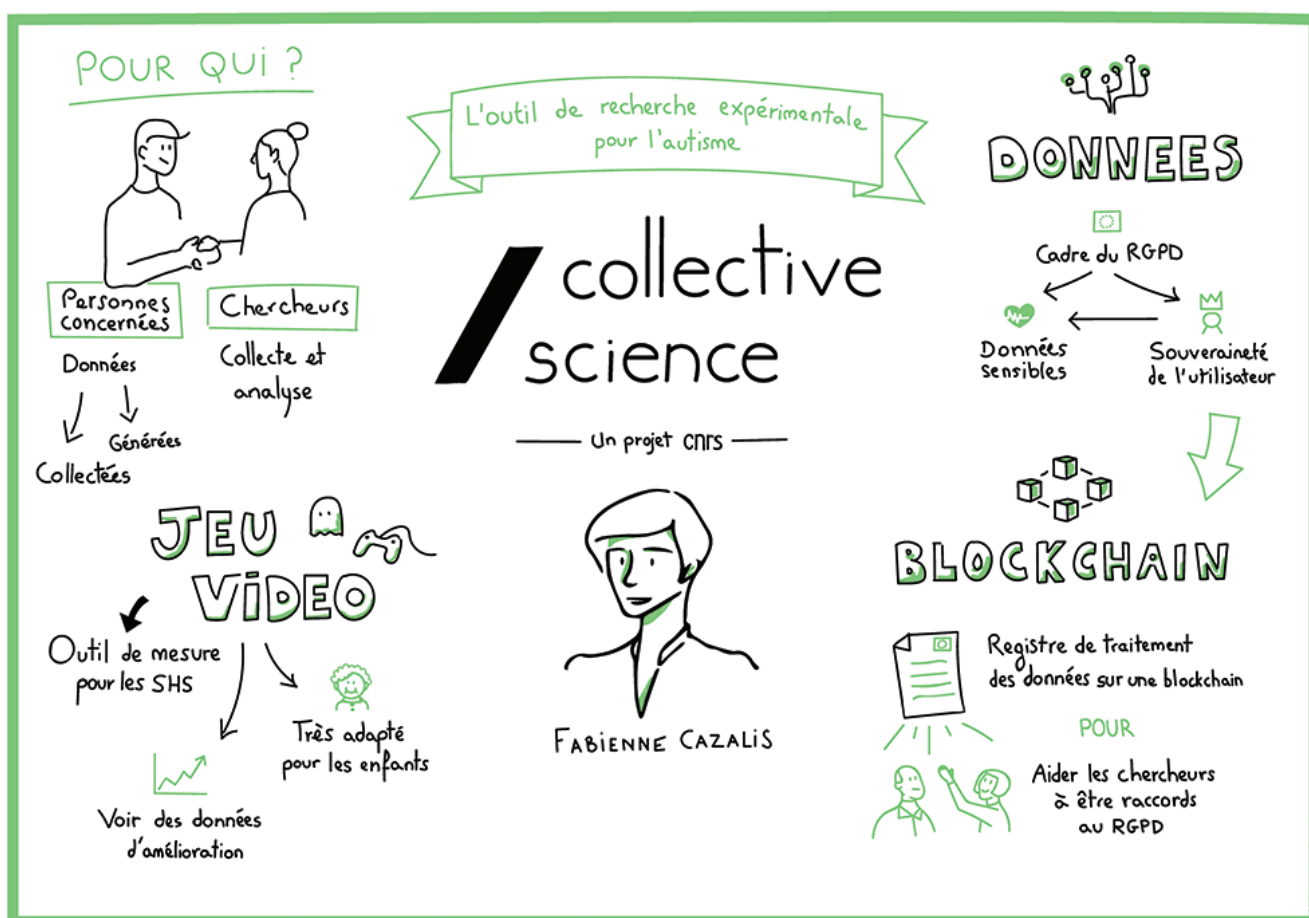 POUR QUI ?
Personnes
concernées
Données
Générées
Collectées
Chercheurs
Collecte et
analyse
JEU
VIDEO
Outil de mesure
pour les SHS
Très adapté
pour les enfants
Voir des données
d'amélioration
L'outil de recherche expérimentale
pour l'autisme
collective
science
Un projet cnrs
FABIENNE CAZALIS
DONNEES
Cadre du RGPD
Données
sensibles
Souveraineté
de l'utilisateur
BLOCKCHAIN
Registre de traitement
des données sur une blockchain
POUR
Aider les chercheurs
à être raccords
au RGPD